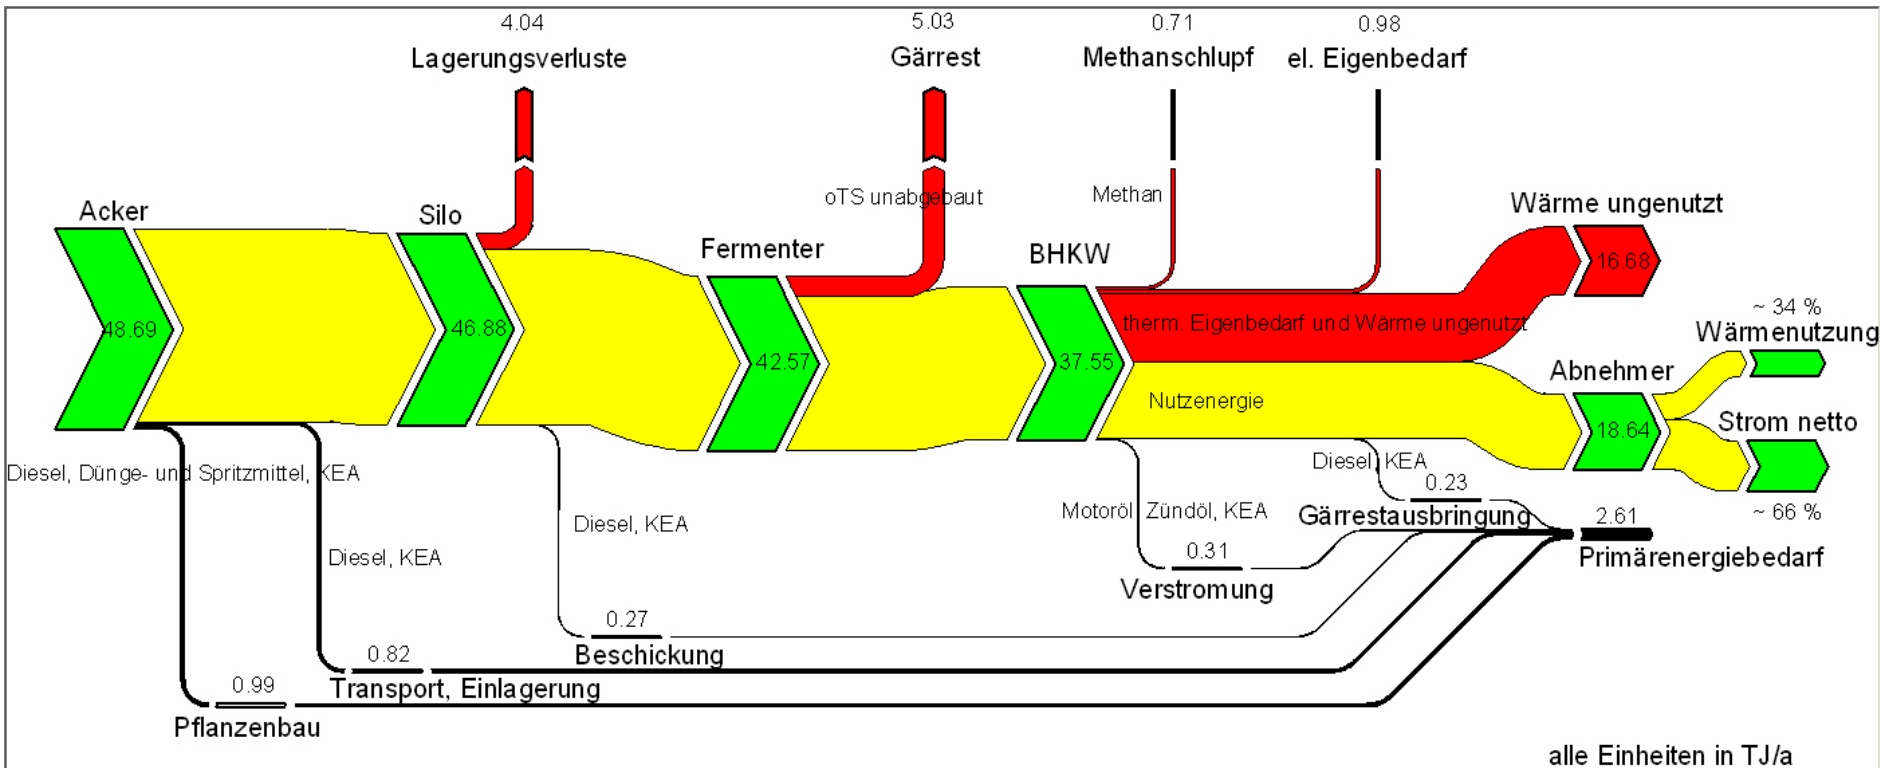 4.04
5.03
0.71
0.98
Lagerungsverluste
Gärrest
Methanschlupf
el. Eigenbedarf
oTS unabgebaut
Methan
Acker
Silo
Fermenter
BHKW
Wärme ungenutzt
48.69
46.88
42.57
37.55
16.68
therm. Eigenbedarf und Wärme ungenutzt
~ 34 %
Wärmenutzung
Abnehmer
Nutzenergie
18.64
Strom netto
~ 66 %
Diesel, Dünge- und Spritzmittel, KEA
Diesel, KEA
0.23
Gärrestausbringung
Motoröl, Zündöl, KEA
2.61
Primärenergiebedarf
Diesel, KEA
Diesel, KEA
0.31
Verstromung
0.27
Beschickung
0.82
Transport, Einlagerung
0.99
Pflanzenbau
alle Einheiten in TJ/a